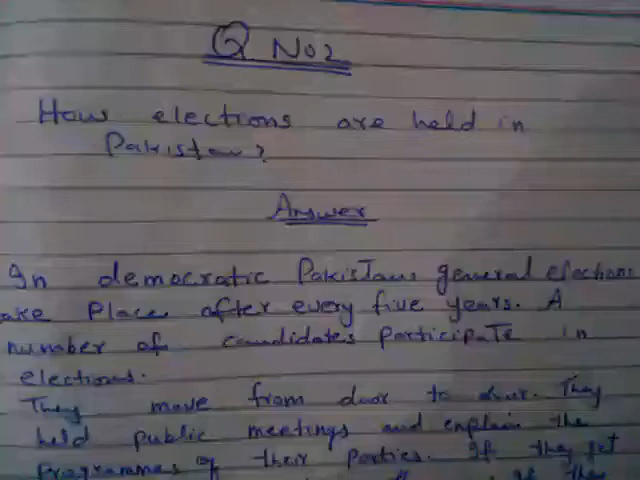 Q No 2
How elections are held in
Pakistan?
Answer
In democratic Pakistan general elections
take Place after every five years. A
number of candidates participate in
elections.
They move from door to door. They
held public meetings and explain the
Programmes of their parties. If they get